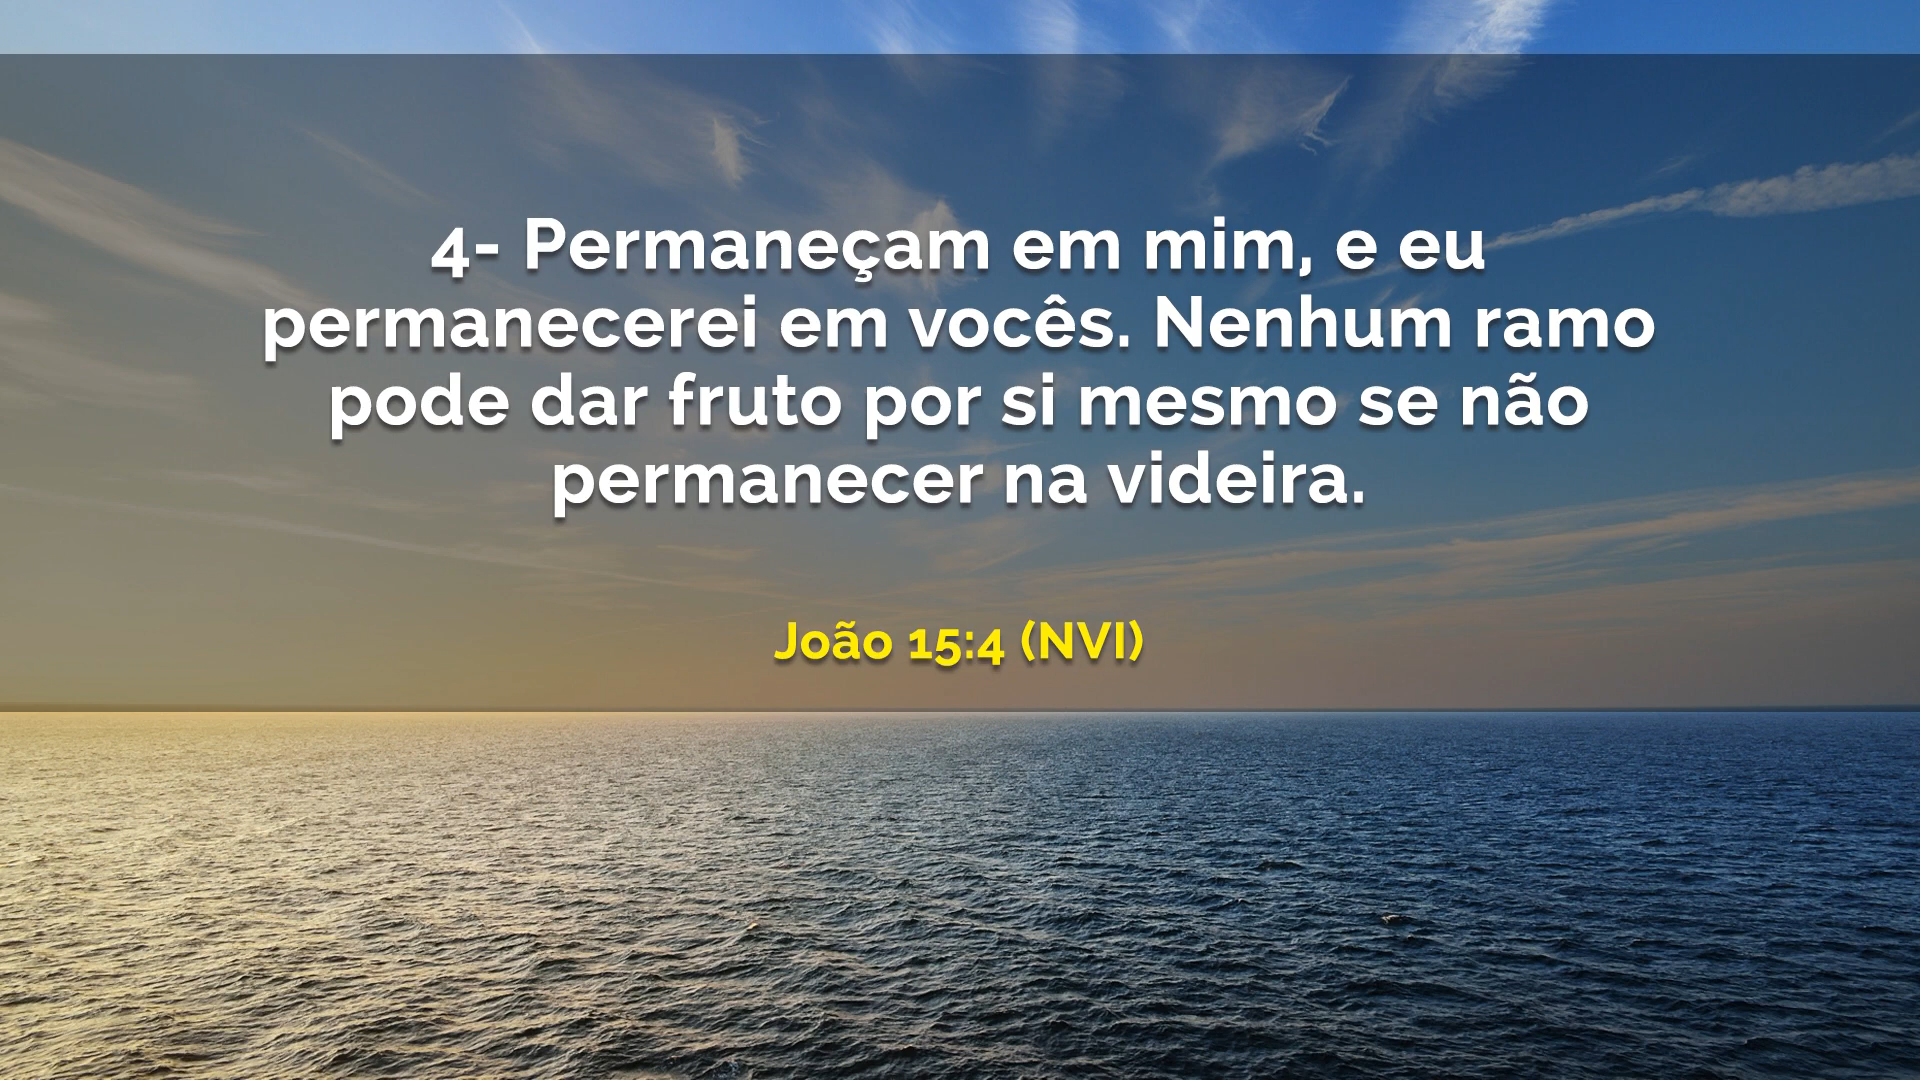 4- Permaneçam em mim, e eu
permanecerei em vocês. Nenhum ramo
pode dar fruto por si mesmo se não
permanecer na videira.
João 15:4 (NVI)